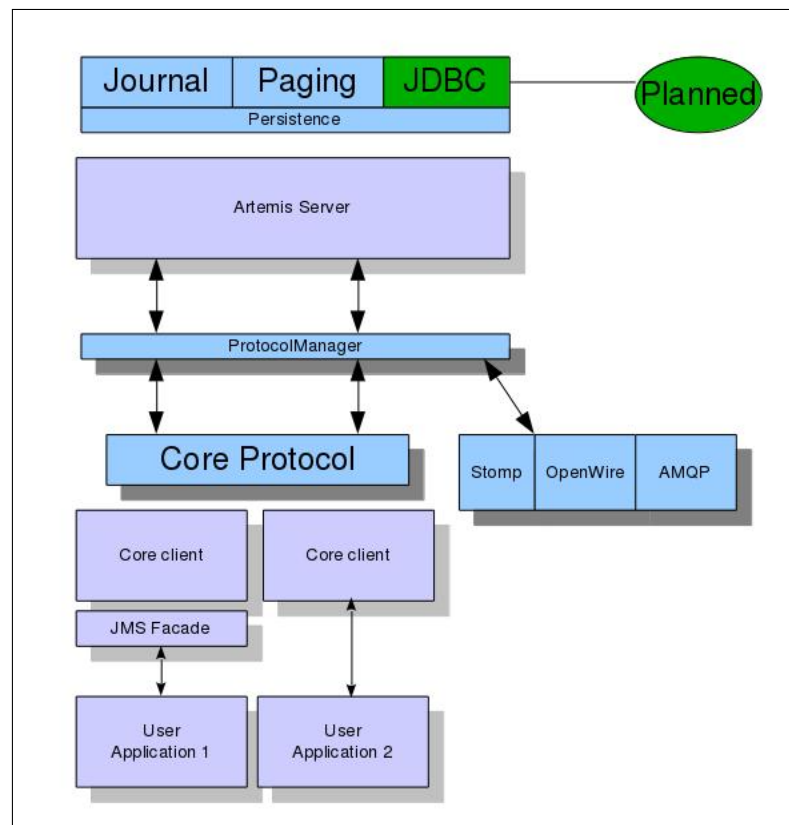 Journal Paging JDBC Planned
Persistence
Artemis Server
ProtocolManager
Core Protocol
Stomp OpenWire AMQP
Core client Core client
JMS Facade
User User
Application 1 Application 2